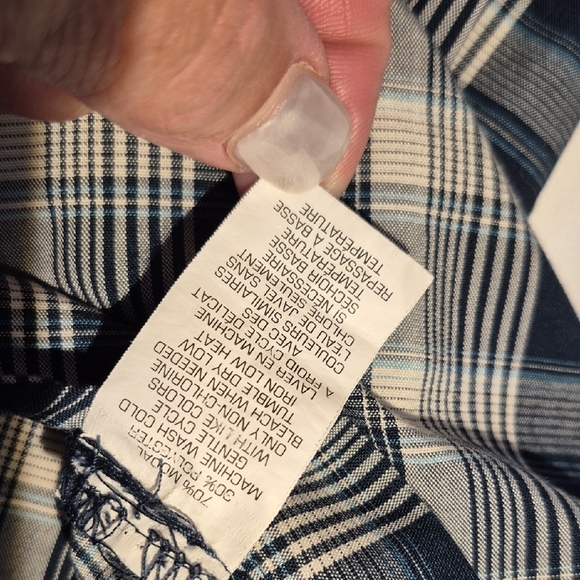 70% MODAL
30% POLYESTER
MACHINE WASH COLD
GENTLE CYCLE
WITH LIKE COLORS
ONLY NON-CHLORINE
BLEACH WHEN NEEDED
TUMBLE DRY LOW
IRON LOW HEAT
LAVER EN MACHINE
A FROID CYCLE DELICAT
AVEC DES
COULEURS SIMILAIRES
L'EAU DE JAVEL SANS
CHLORE SEULEMENT
SI NECESSAIRE
SECHOIR BASSE
TEMPERATURE
REPASSAGE À BASSE
TEMPERATURE